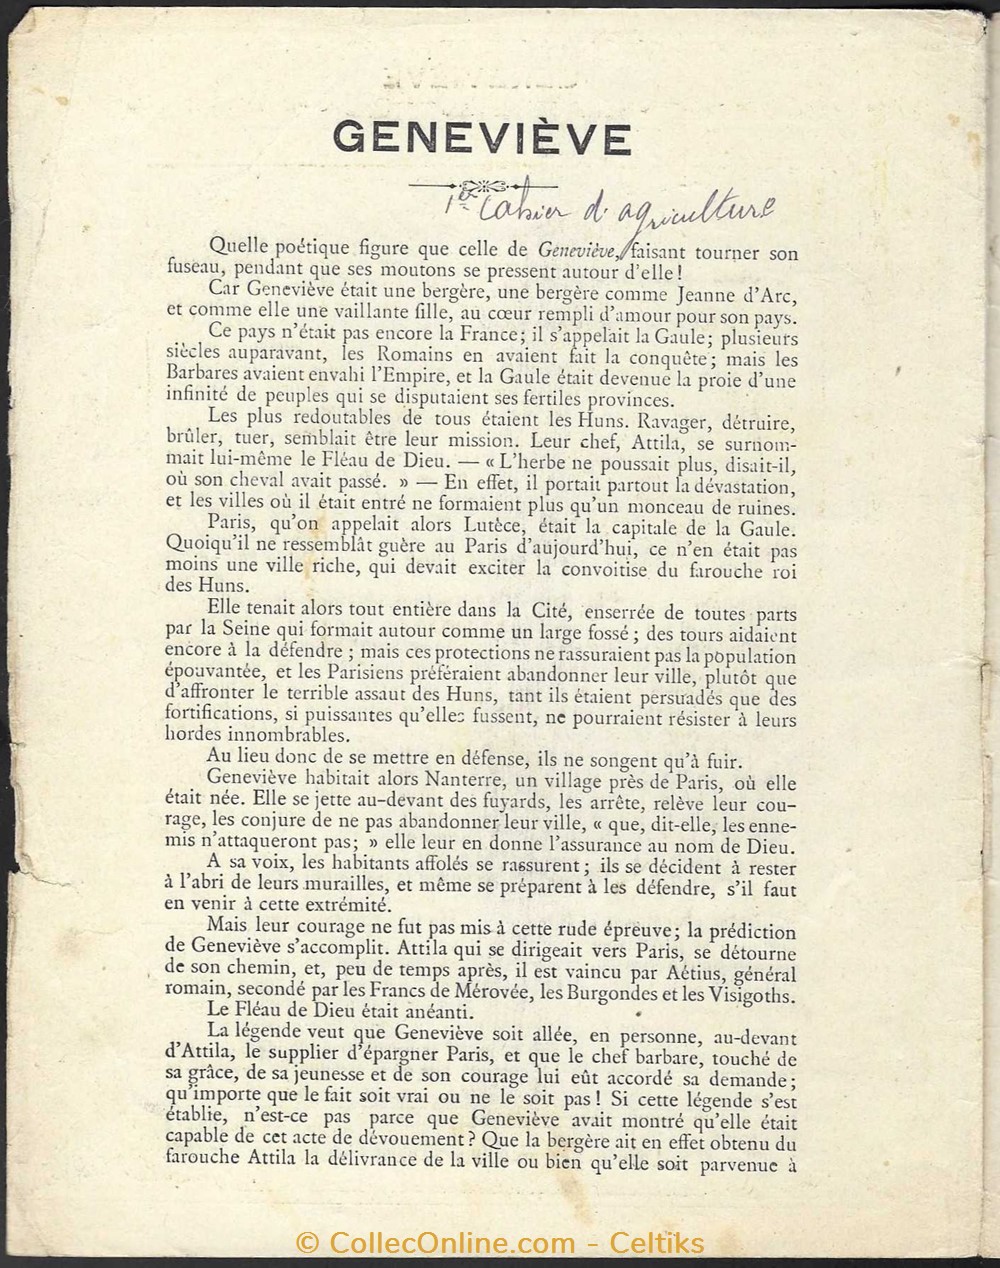 GENEVIÈVE
1er Cahier d'agriculture
Quelle poétique figure que celle de Geneviève, faisant tourner son
fuseau, pendant que ses moutons se pressent autour d'elle !
Car Geneviève était une bergère, une bergère comme Jeanne d'Arc,
et comme elle une vaillante fille, au cœur rempli d'amour pour son pays.
Ce pays n'était pas encore la France; il s'appelait la Gaule; plusieurs
siècles auparavant, les Romains en avaient fait la conquête; mais les
Barbares avaient envahi l'Empire, et la Gaule était devenue la proie d'une
infinité de peuples qui se disputaient ses fertiles provinces.
Les plus redoutables de tous étaient les Huns. Ravager, détruire,
brûler, tuer, semblait être leur mission. Leur chef, Attila, se surnom-
mait lui-même le Fléau de Dieu. — « L'herbe ne poussait plus, disait-il,
où son cheval avait passé. » — En effet, il portait partout la dévastation,
et les villes où il était entré ne formaient plus qu'un monceau de ruines.
Paris, qu'on appelait alors Lutèce, était la capitale de la Gaule.
Quoiqu'il ne ressemblât guère au Paris d'aujourd'hui, ce n'en était pas
moins une ville riche, qui devait exciter la convoitise du farouche roi
des Huns.
Elle tenait alors tout entière dans la Cité, enserrée de toutes parts
par la Seine qui formait autour comme un large fossé ; des tours aidaient
encore à la défendre ; mais ces protections ne rassuraient pas la population
épouvantée, et les Parisiens préféraient abandonner leur ville, plutôt que
d'affronter le terrible assaut des Huns, tant ils étaient persuadés que des
fortifications, si puissantes qu'elles fussent, ne pourraient résister à leurs
hordes innombrables.
Au lieu donc de se mettre en défense, ils ne songent qu'à fuir.
Geneviève habitait alors Nanterre, un village près de Paris, où elle
était née. Elle se jette au-devant des fuyards, les arrête, relève leur cou-
rage, les conjure de ne pas abandonner leur ville, « que, dit-elle, les enne-
mis n'attaqueront pas; » elle leur en donne l'assurance au nom de Dieu.
A sa voix, les habitants affolés se rassurent ; ils se décident à rester
à l'abri de leurs murailles, et même se préparent à les défendre, s'il faut
en venir à cette extrémité.
Mais leur courage ne fut pas mis à cette rude épreuve; la prédiction
de Geneviève s'accomplit. Attila qui se dirigeait vers Paris, se détourne
de son chemin, et, peu de temps après, il est vaincu par Aétius, général
romain, secondé par les Francs de Mérovée, les Burgondes et les Visigoths.
Le Fléau de Dieu était anéanti.
La légende veut que Geneviève soit allée, en personne, au-devant
d'Attila, le supplier d'épargner Paris, et que le chef barbare, touché de
sa grâce, de sa jeunesse et de son courage lui eût accordé sa demande;
qu'importe que le fait soit vrai ou ne le soit pas ! Si cette légende s'est
établie, n'est-ce pas parce que Geneviève avait montré qu'elle était
capable de cet acte de dévouement ? Que la bergère ait en effet obtenu du
farouche Attila la délivrance de la ville ou bien qu'elle soit parvenue à
© CollecOnline.com - Celtiks